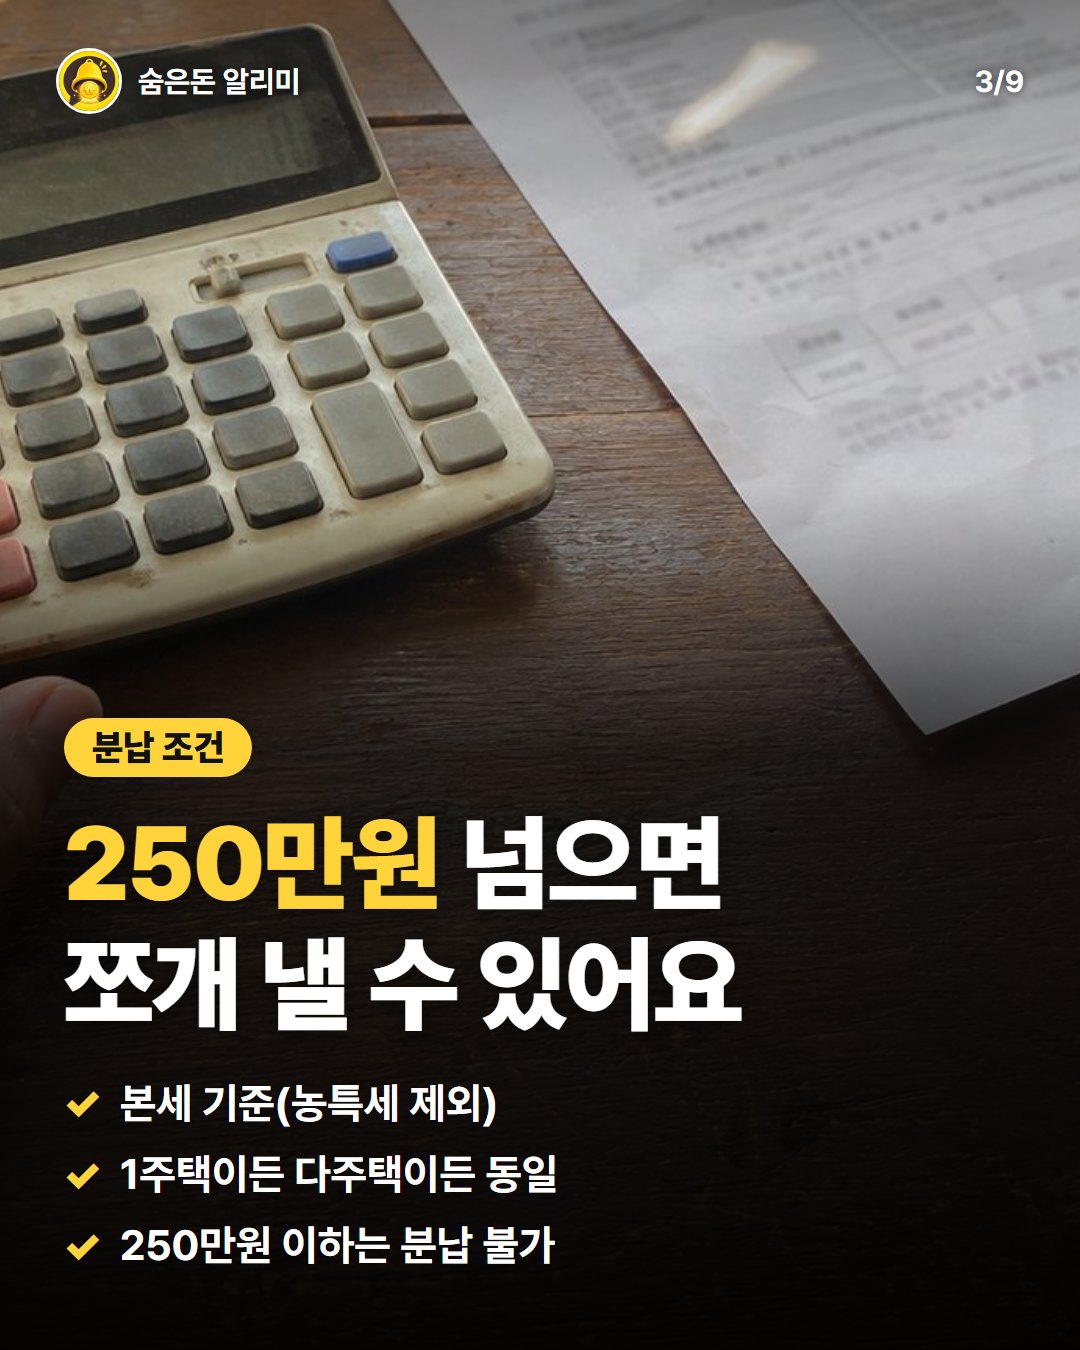 숨은돈 알리미
3/9
분납 조건
250만원 넘으면
쪼개 낼 수 있어요
본세 기준(농특세 제외)
1주택이든 다주택이든 동일
250만원 이하는 분납 불가